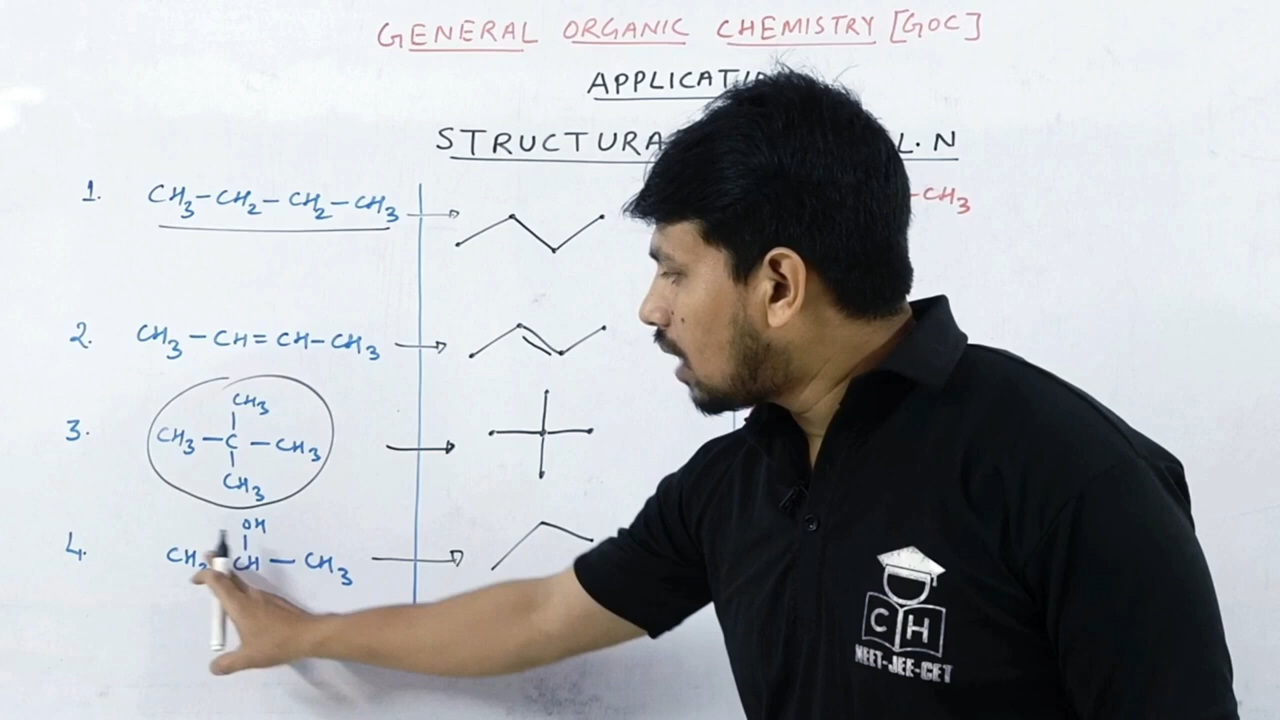 GENERAL ORGANIC CHEMISTRY [GOC]
APPLICATI
STRUCTURA L.N
1. CH3-CH2-CH2-CH3
-CH3
2. CH3-CH=CH-CH3
CH3
3. CH3-C-CH3
CH3
OH
4. CH CH-CH3
C H
NEET-JEE-CET